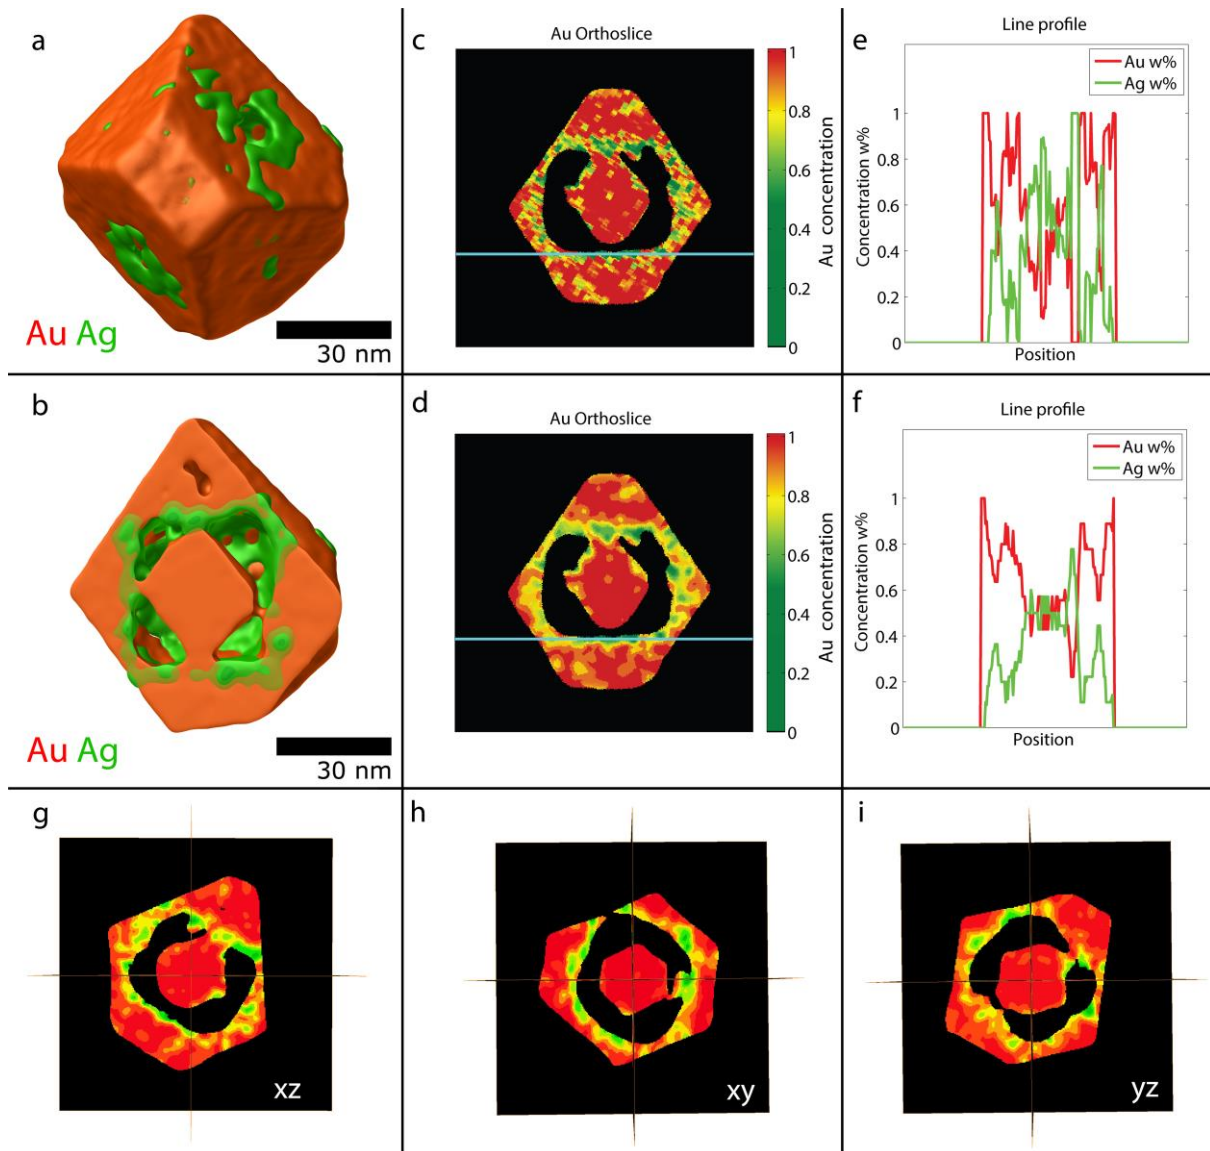 a
Au Ag
30 nm
c
Au Orthoslice
1
0.8
0.6
0.4
0.2
0
Au concentration
e
Line profile
Au w%
Ag w%
Concentration w%
1
0.8
0.6
0.4
0.2
0
Position
b
Au Ag
30 nm
d
Au Orthoslice
1
0.8
0.6
0.4
0.2
0
Au concentration
f
Line profile
Au w%
Ag w%
Concentration w%
1
0.8
0.6
0.4
0.2
0
Position
g
xz
h
xy
i
yz